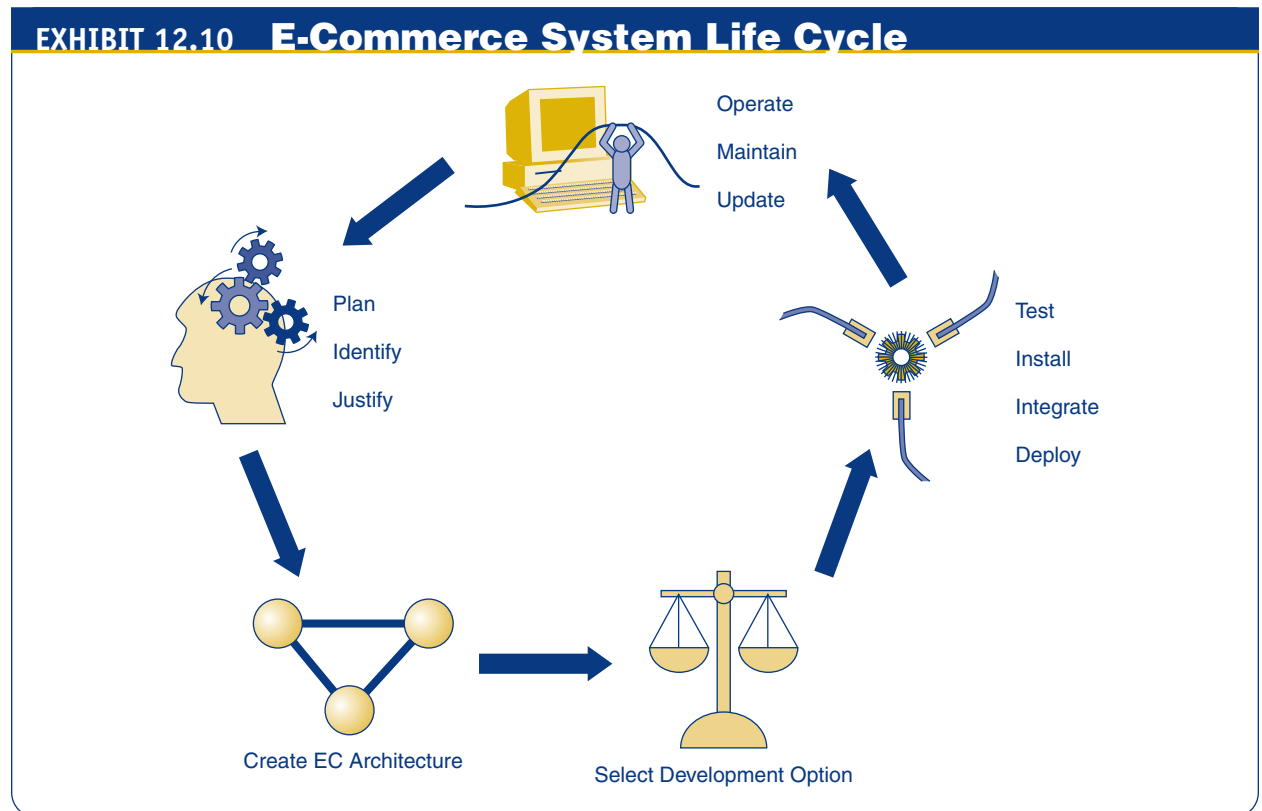 EXHIBIT 12.10 E-Commerce System Life Cycle
Operate
Maintain
Update
Plan
Identify
Justify
Test
Install
Integrate
Deploy
Create EC Architecture
Select Development Option